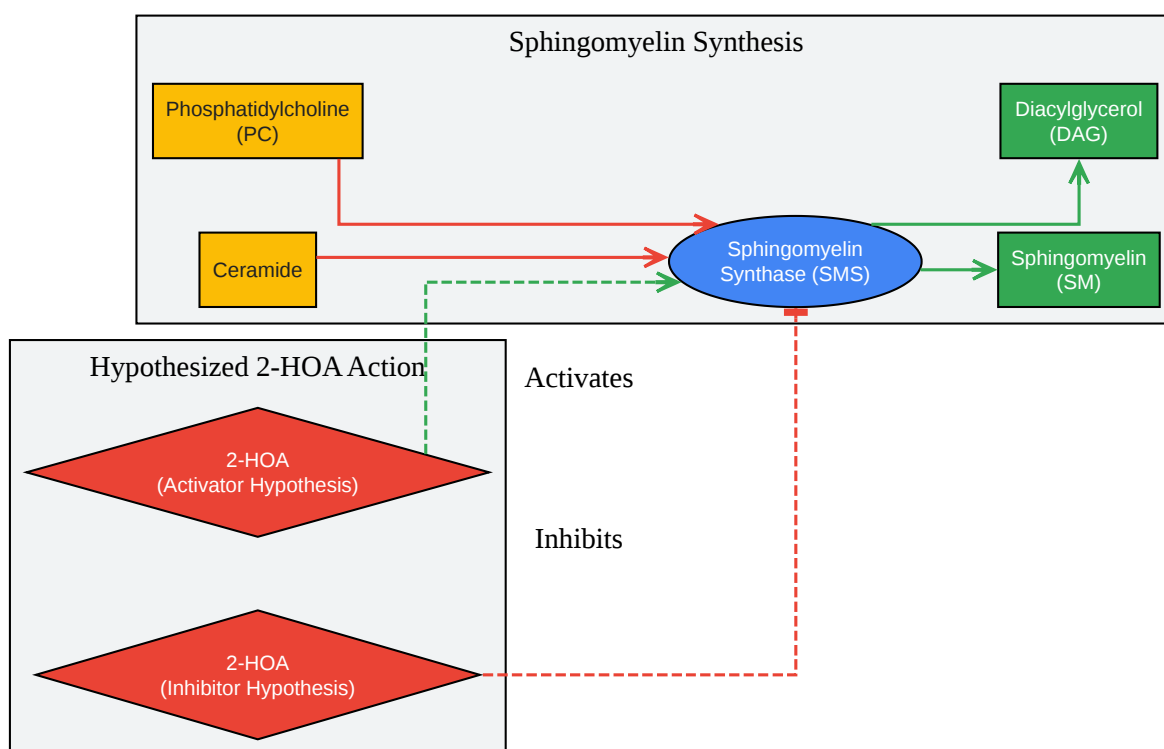 Sphingomyelin Synthesis
Phosphatidylcholine
(PC)
Diacylglycerol
(DAG)
Ceramide
Sphingomyelin
Synthase (SMS)
Sphingomyelin
(SM)
Hypothesized 2-HOA Action
Activates
2-HOA
(Activator Hypothesis)
Inhibits
2-HOA
(Inhibitor Hypothesis)